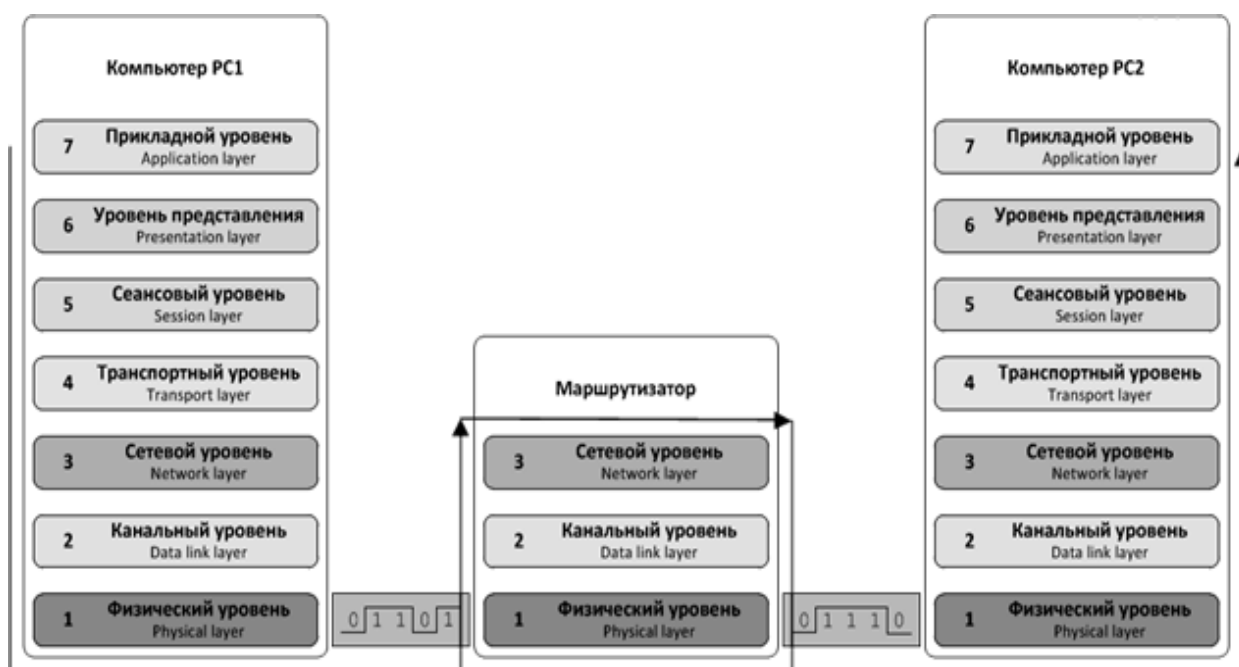 Компьютер PC1
7 Прикладной уровень
Application layer
6 Уровень представления
Presentation layer
5 Сеансовый уровень
Session layer
4 Транспортный уровень
Transport layer
3 Сетевой уровень
Network layer
2 Канальный уровень
Data link layer
1 Физический уровень
Physical layer
0 1 1 0 1
Маршрутизатор
3 Сетевой уровень
Network layer
2 Канальный уровень
Data link layer
1 Физический уровень
Physical layer
0 1 1 1 0
Компьютер PC2
7 Прикладной уровень
Application layer
6 Уровень представления
Presentation layer
5 Сеансовый уровень
Session layer
4 Транспортный уровень
Transport layer
3 Сетевой уровень
Network layer
2 Канальный уровень
Data link layer
1 Физический уровень
Physical layer